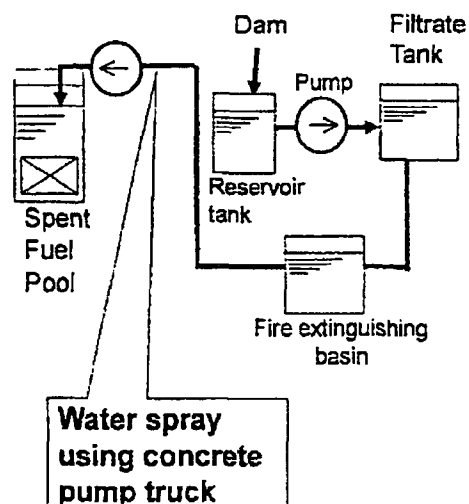 Dam
Filtrate
Tank
Pump
Reservoir
tank
Spent
Fuel
Pool
Fire extinguishing
basin
Water spray
using concrete
pump truck